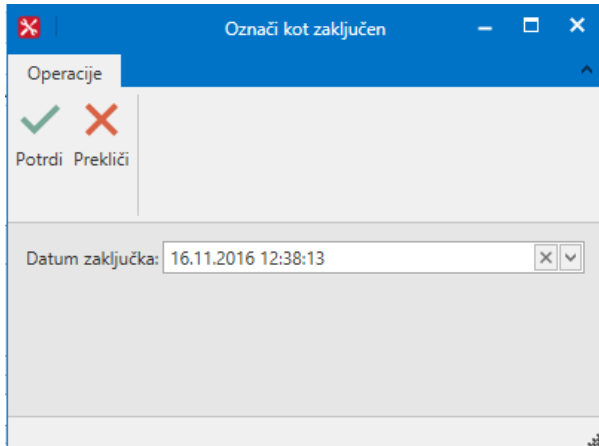 Označi kot zaključen
Operacije
Potrdi Prekliči
Datum zaključka: 16.11.2016 12:38:13